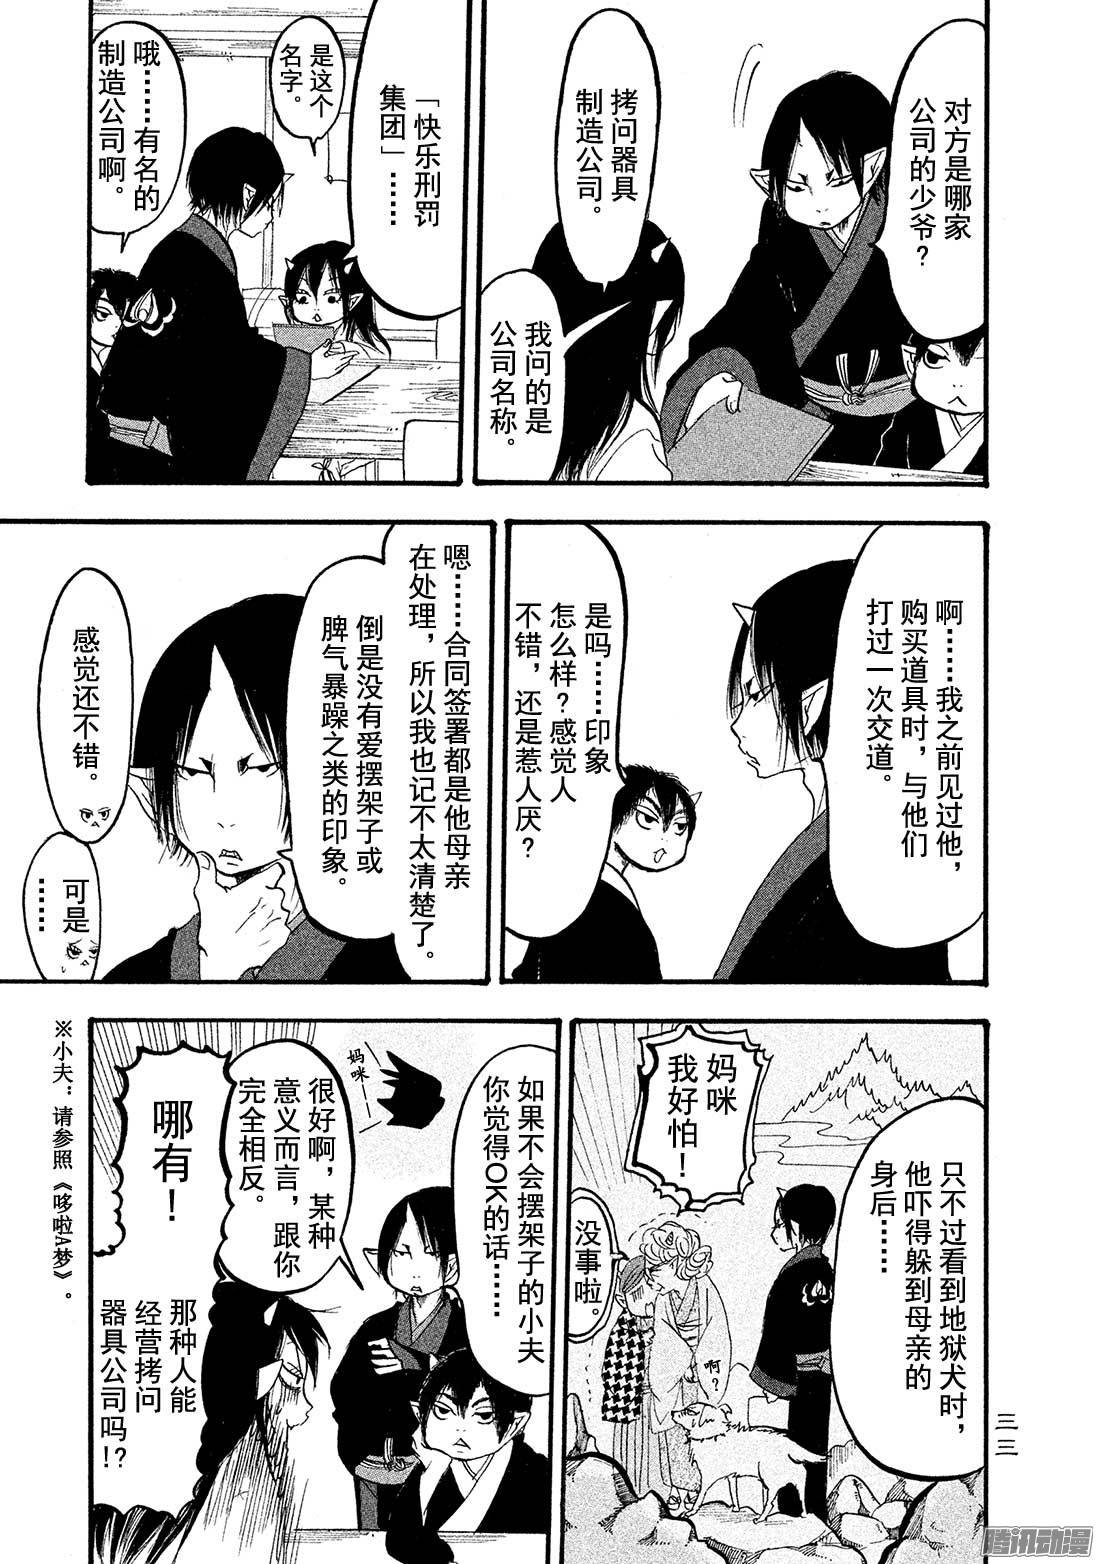 对方是哪家
公司的少爷?
拷问器具
制造公司。
我问的是
公司名称。
「快乐刑罚
集团」……
是这个
名字。
哦……有名的
制造公司啊。
啊……我之前见过他,
购买道具时,与他们
打过一次交道。
是吗……印象
怎么样?感觉人
不错,还是惹人厌?
嗯……合同签署都是他母亲
在处理,所以我也记不太清楚了。
倒是没有爱摆架子或
脾气暴躁之类的印象。
感觉还不错。
可是
……
只不过看到地狱犬时,
他吓得躲到母亲的
身后……
妈咪
我好怕!
没事啦。
啊?
如果不会摆架子的小夫
你觉得OK的话……
妈咪——
很好啊,某种
意义而言,跟你
完全相反。
哪有!
那种人能
经营拷问
器具公司吗!?
※小夫:请参照《哆啦A梦》。
三三
腾讯动漫